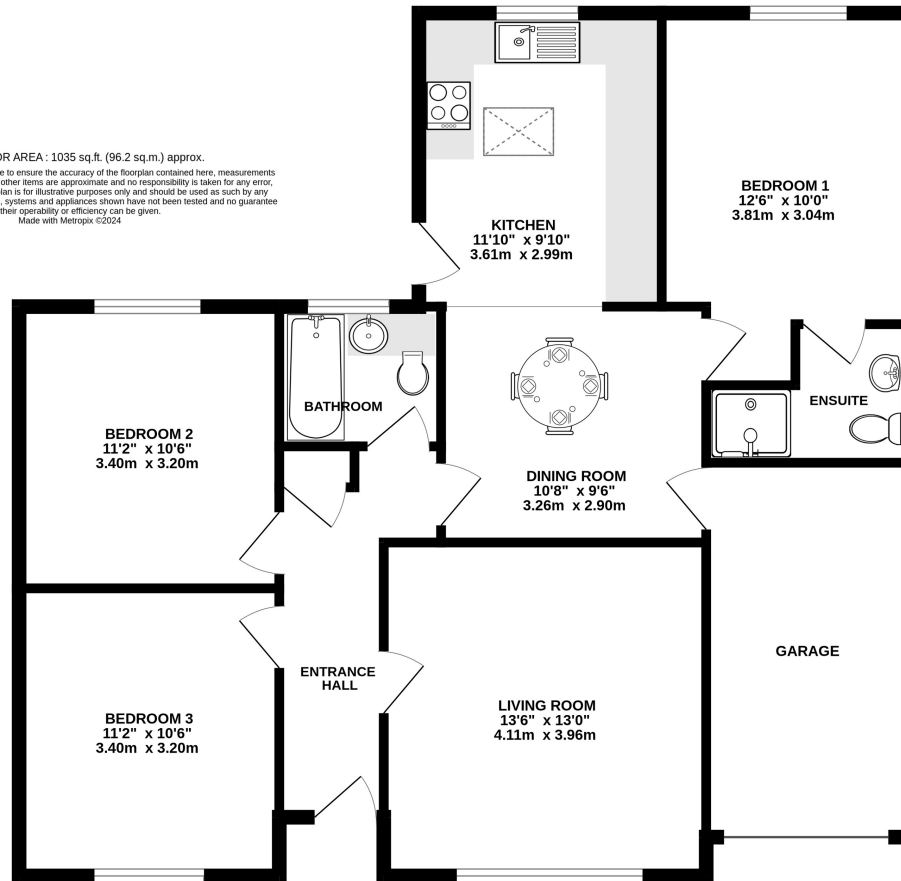 OR AREA : 1035 sq.ft. (96.2 sq.m.) approx.
e to ensure the accuracy of the floorplan contained here, measurements
other items are approximate and no responsibility is taken for any error,
lan is for illustrative purposes only and should be used as such by any
, systems and appliances shown have not been tested and no guarantee
their operability or efficiency can be given.
Made with Metropix ©2024
KITCHEN
11'10" x 9'10"
3.61m x 2.99m
BEDROOM 1
12'6" x 10'0"
3.81m x 3.04m
BATHROOM
ENSUITE
BEDROOM 2
11'2" x 10'6"
3.40m x 3.20m
DINING ROOM
10'8" x 9'6"
3.26m x 2.90m
ENTRANCE
HALL
GARAGE
BEDROOM 3
11'2" x 10'6"
3.40m x 3.20m
LIVING ROOM
13'6" x 13'0"
4.11m x 3.96m